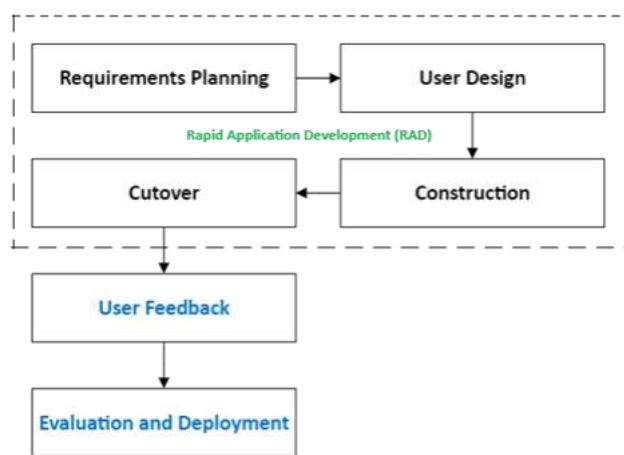 Requirements Planning
User Design
Rapid Application Development (RAD)
Cutover
Construction
User Feedback
Evaluation and Deployment